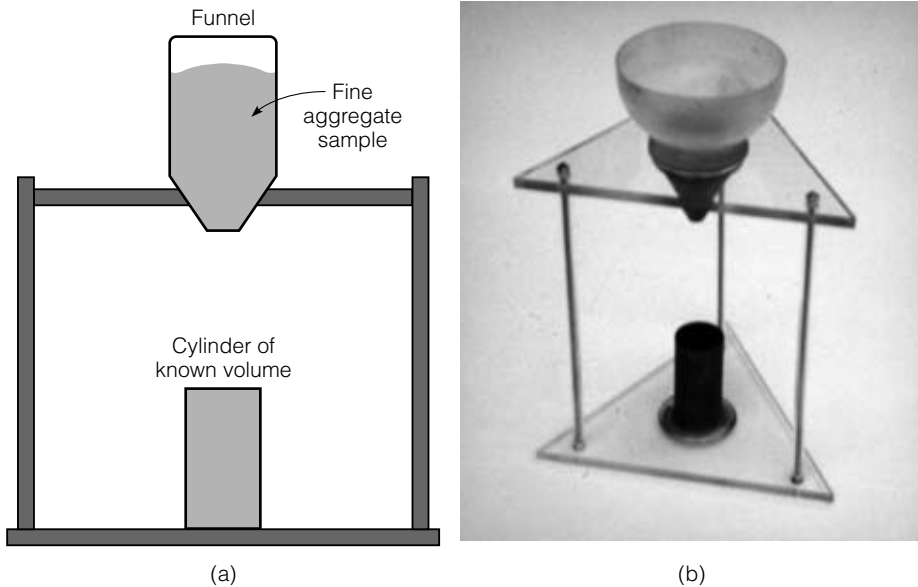 Funnel
Fine
aggregate
sample
Cylinder of
known volume
(a)
(b)